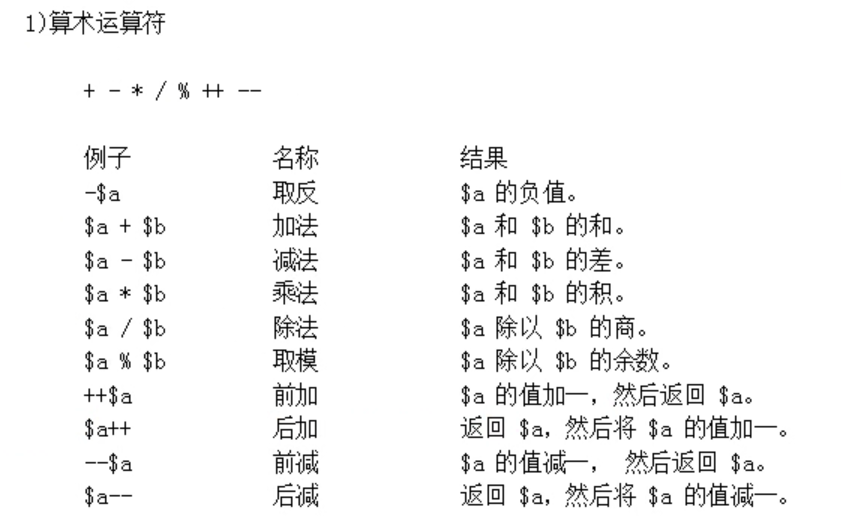 1)算术运算符
+ - * / % ++ --
例子 名称 结果
-$a 取反 $a 的负值。
$a + $b 加法 $a 和 $b 的和。
$a - $b 减法 $a 和 $b 的差。
$a * $b 乘法 $a 和 $b 的积。
$a / $b 除法 $a 除以 $b 的商。
$a % $b 取模 $a 除以 $b 的余数。
++$a 前加 $a 的值加一，然后返回 $a。
$a++ 后加 返回 $a，然后将 $a 的值加一。
--$a 前减 $a 的值减一， 然后返回 $a。
$a-- 后减 返回 $a，然后将 $a 的值减一。